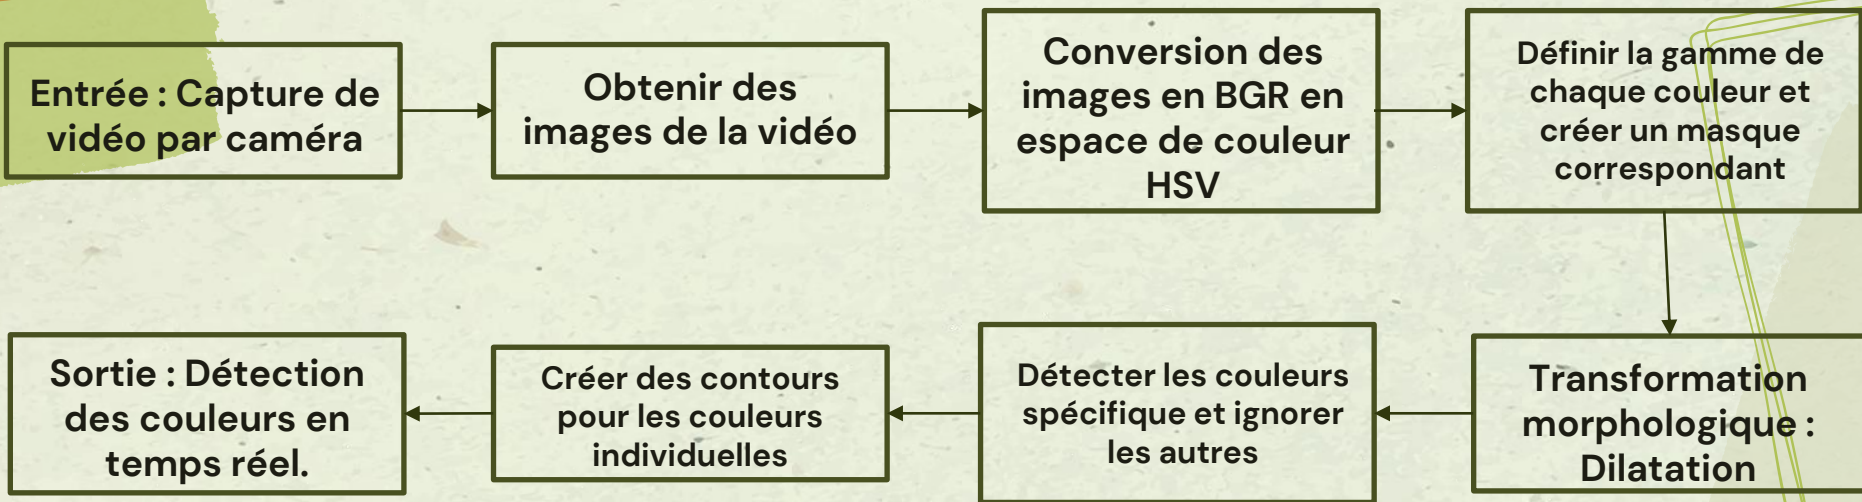 Entrée : Capture de
vidéo par caméra
Obtenir des
images de la vidéo
Conversion des
images en BGR en
espace de couleur
HSV
Définir la gamme de
chaque couleur et
créer un masque
correspondant
Transformation
morphologique :
Dilatation
Détecter les couleurs
spécifique et ignorer
les autres
Créer des contours
pour les couleurs
individuelles
Sortie : Détection
des couleurs en
temps réel.